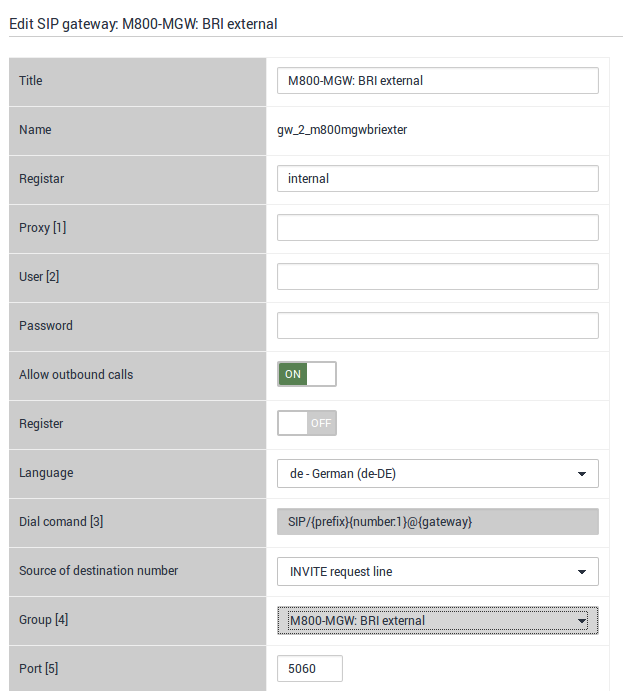 Edit SIP gateway: M800-MGW: BRI external
Title M800-MGW: BRI external
Name gw_2_m800mgwbriexter
Registar internal
Proxy [1]
User [2]
Password
Allow outbound calls ON
Register OFF
Language de - German (de-DE)
Dial comand [3] SIP/{prefix}{number:1}@{gateway}
Source of destination number INVITE request line
Group [4] M800-MGW: BRI external
Port [5] 5060